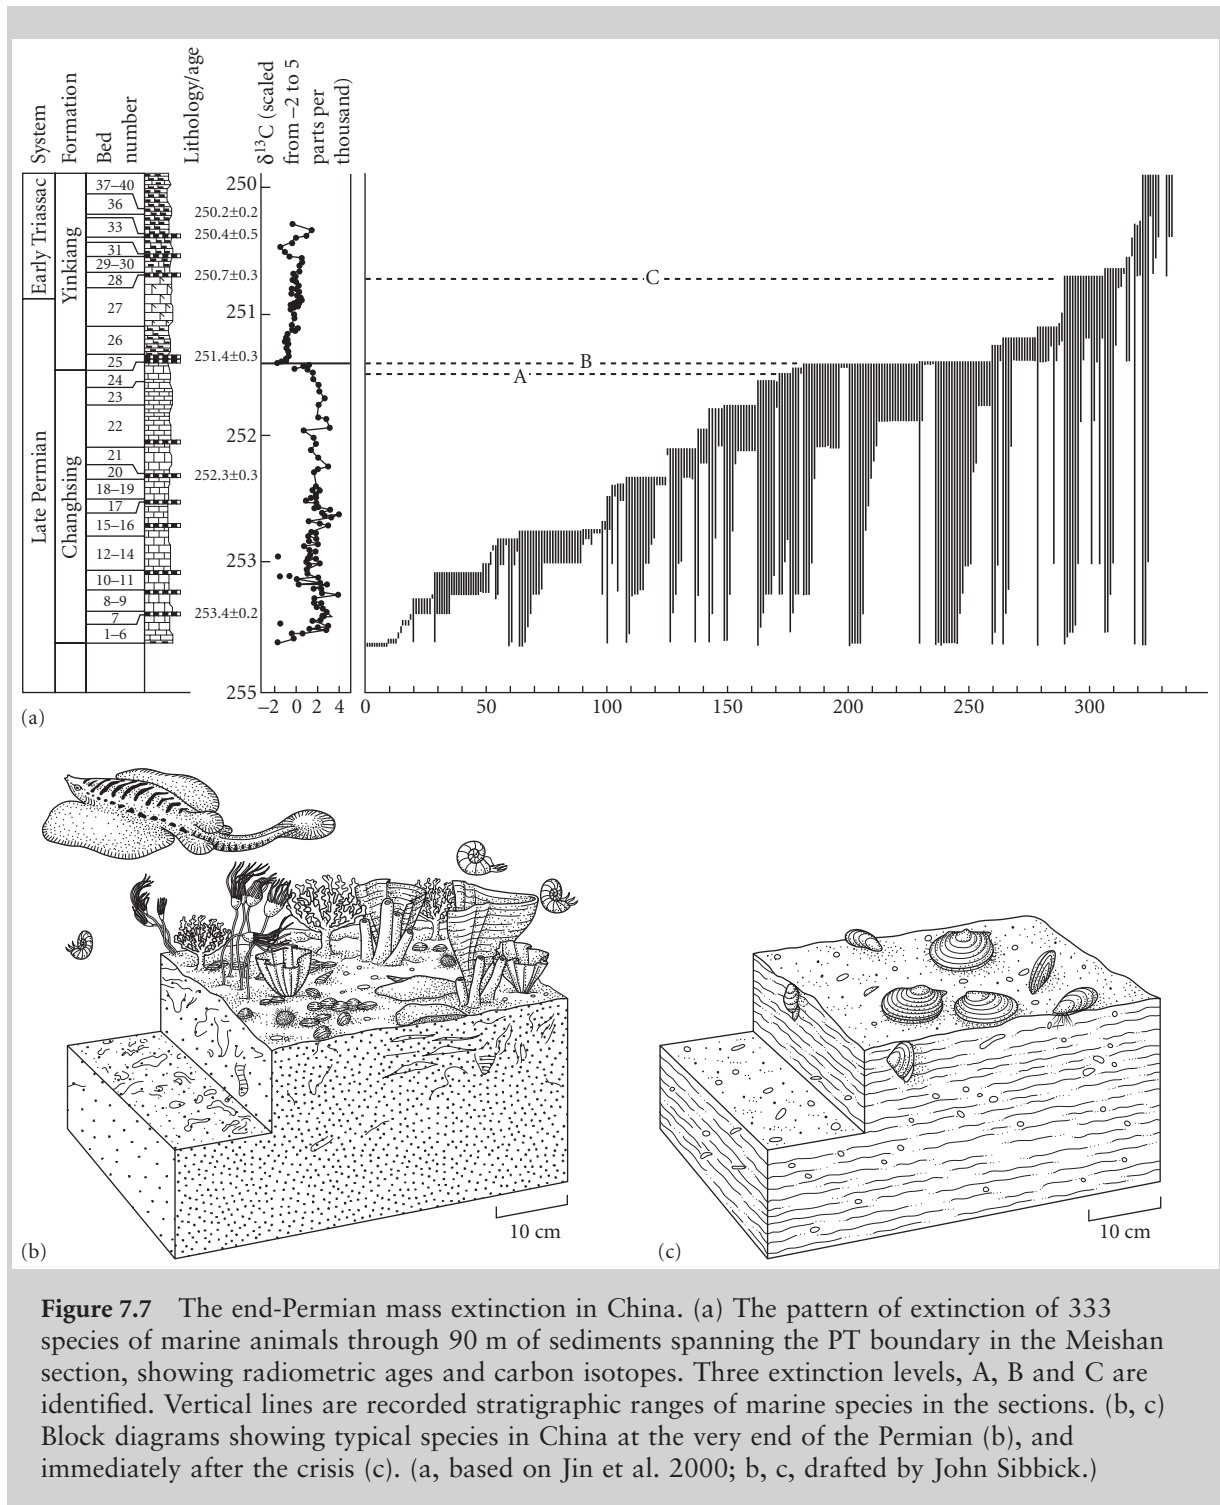 System
Formation
Bed
number
Lithology/age
δ13C (scaled
from −2 to 5
parts per
thousand)
Early Triassac
Late Permian
Yinkiang
Changhsing
37–40
36
33
31
29–30
28
27
26
25
24
23
22
21
20
18–19
17
15–16
12–14
10–11
8–9
7
1–6
250
250.2±0.2
250.4±0.5
250.7±0.3
251
251.4±0.3
252
252.3±0.3
253
253.4±0.2
255
C
B
A
−2 0 2 4 0 50 100 150 200 250 300
(a)
10 cm
(b)
10 cm
(c)
Figure 7.7 The end-Permian mass extinction in China. (a) The pattern of extinction of 333
species of marine animals through 90 m of sediments spanning the PT boundary in the Meishan
section, showing radiometric ages and carbon isotopes. Three extinction levels, A, B and C are
identified. Vertical lines are recorded stratigraphic ranges of marine species in the sections. (b, c)
Block diagrams showing typical species in China at the very end of the Permian (b), and
immediately after the crisis (c). (a, based on Jin et al. 2000; b, c, drafted by John Sibbick.)